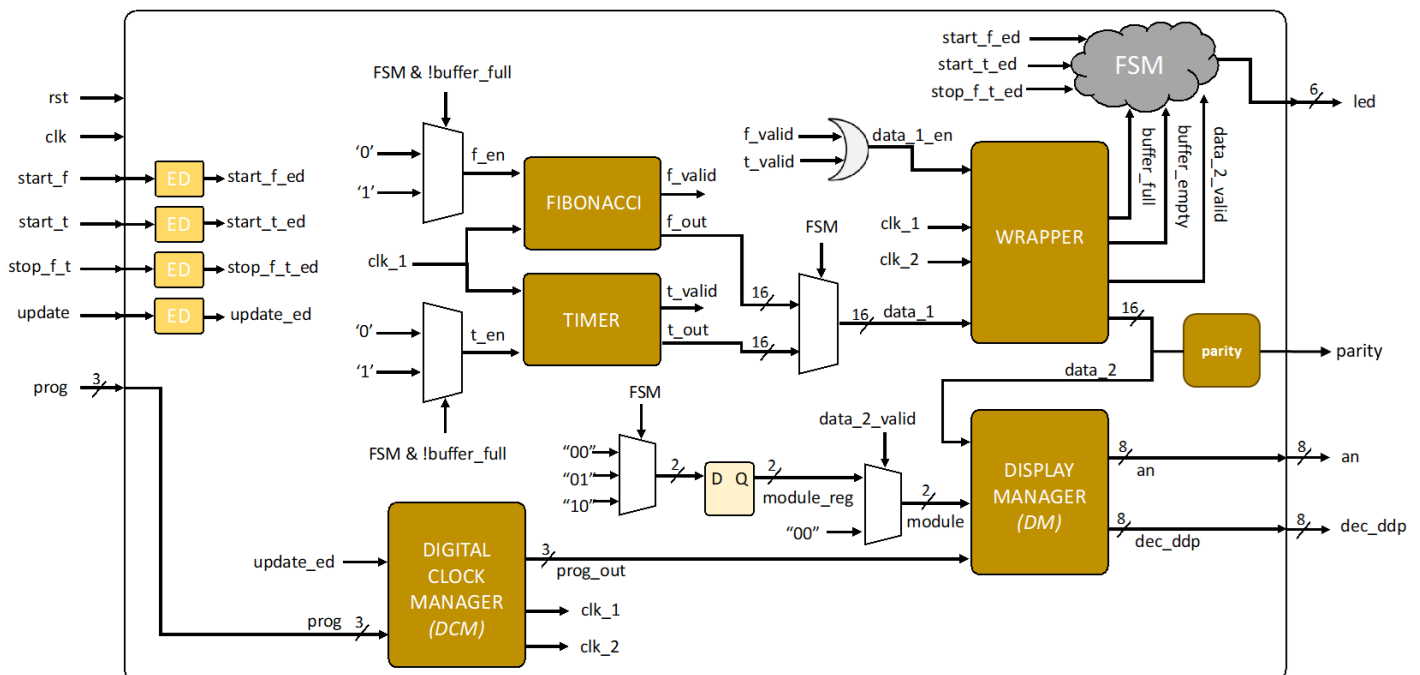 rst
clk
start_f
start_t
stop_f_t
update
prog
3
ED
start_f_ed
ED
start_t_ed
ED
stop_f_t_ed
ED
update_ed
FSM & !buffer_full
‘0’
‘1’
f_en
clk_1
‘0’
‘1’
t_en
FSM & !buffer_full
FIBONACCI
f_valid
f_out
16
TIMER
t_valid
t_out
16
FSM
16
data_1
f_valid
t_valid
data_1_en
clk_1
clk_2
WRAPPER
start_f_ed
start_t_ed
stop_f_t_ed
FSM
buffer_full
buffer_empty
data_2_valid
6
led
16
data_2
parity
parity
FSM
“00”
“01”
“10”
2
D Q
2
module_reg
data_2_valid
“00”
2
module
DISPLAY
MANAGER
(DM)
8
an
8
an
8
dec_ddp
8
dec_ddp
update_ed
prog
3
DIGITAL
CLOCK
MANAGER
(DCM)
3
prog_out
clk_1
clk_2